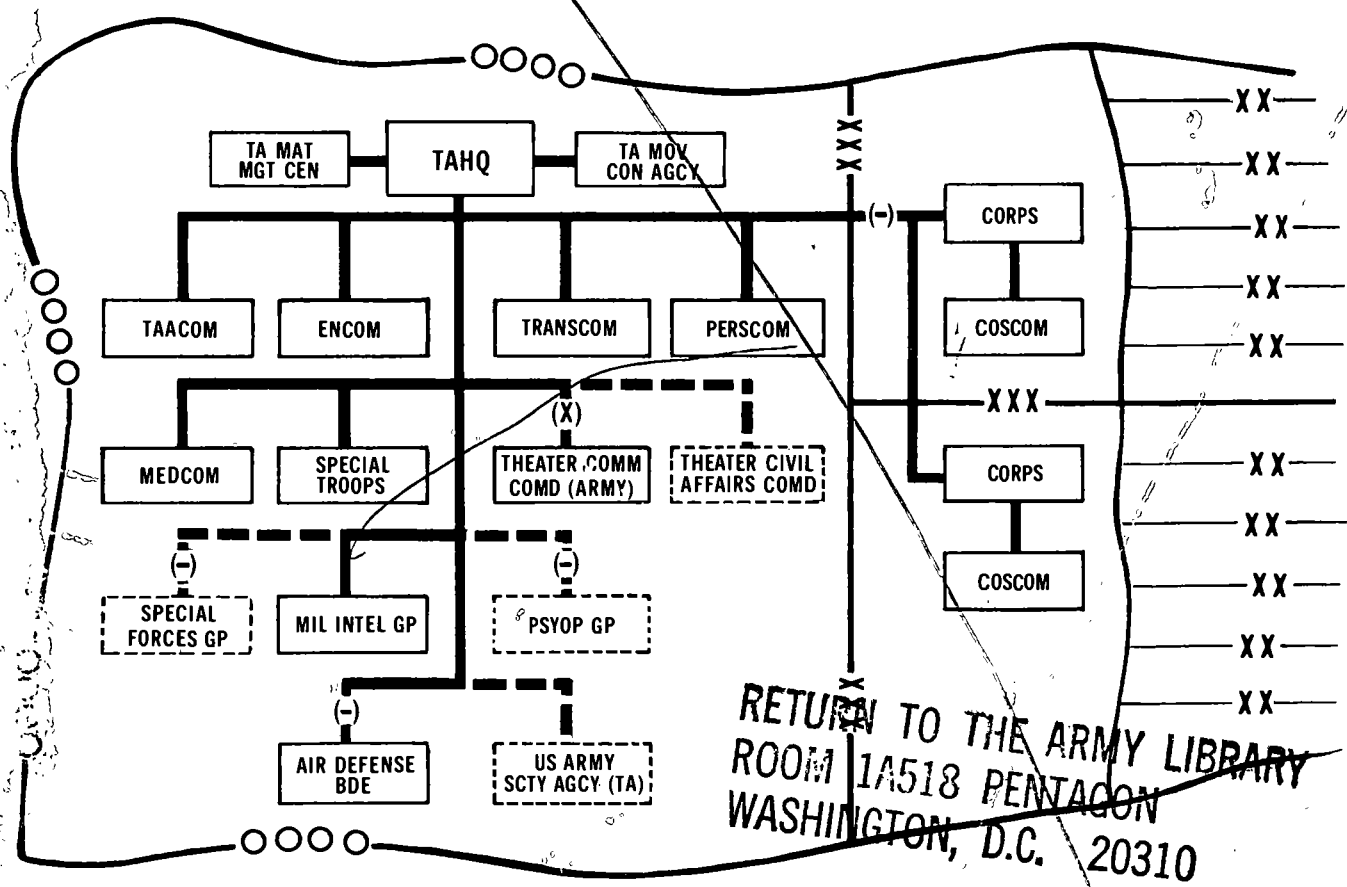 TA MAT
MGT CEN
TAHQ
TA MOV
CON AGCY
XXX
XX
XX
XX
XX
XX
(-)
CORPS
COSCOM
TAACOM
ENCOM
TRANSCOM
PERSCOM
XXX
(X)
MEDCOM
SPECIAL
TROOPS
THEATER COMM
COMD (ARMY)
THEATER CIVIL
AFFAIRS COMD
CORPS
COSCOM
XX
XX
XX
XX
XX
(-)
(-)
SPECIAL
FORCES GP
MIL INTEL GP
PSYOP GP
(-)
AIR DEFENSE
BDE
US ARMY
SCTY AGCY (TA)
XXX
RETURN TO THE ARMY LIBRARY
ROOM 1A518 PENTAGON
WASHINGTON, D.C. 20310